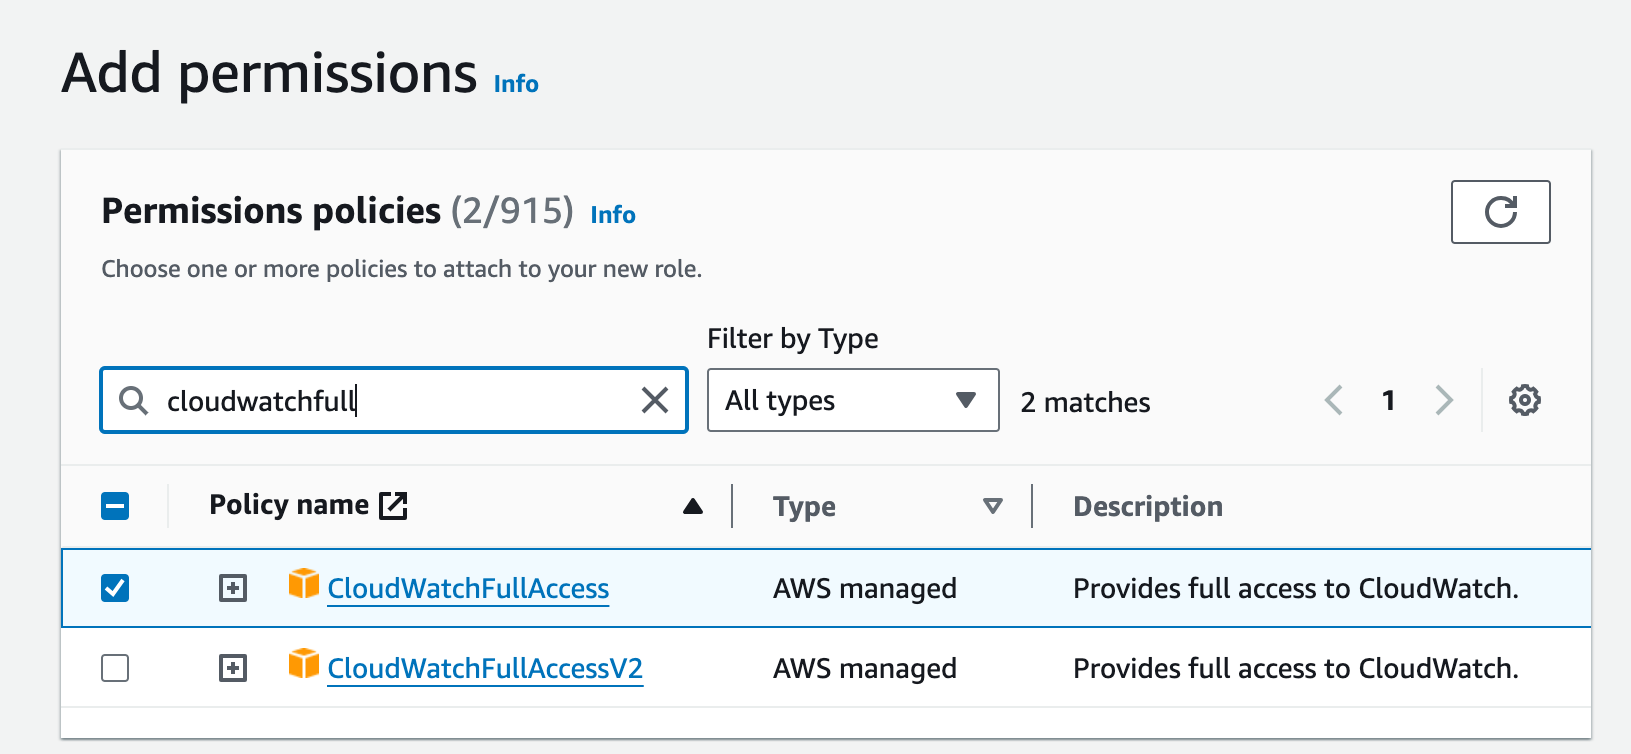 Add permissions Info
Permissions policies (2/915) Info
Choose one or more policies to attach to your new role.
Filter by Type
cloudwatchfull All types 2 matches 1
Policy name Type Description
CloudWatchFullAccess AWS managed Provides full access to CloudWatch.
CloudWatchFullAccessV2 AWS managed Provides full access to CloudWatch.